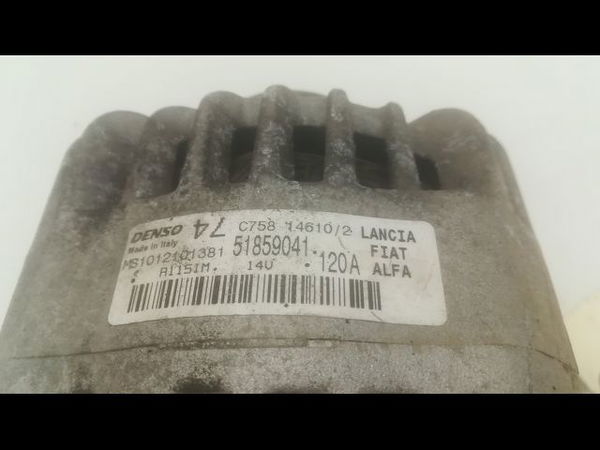 DENSO 74 C758 14610/2 LANCIA
Made in Italy
MS1012101381 51859041. FIAT
A115IM. 14V . 120A ALFA